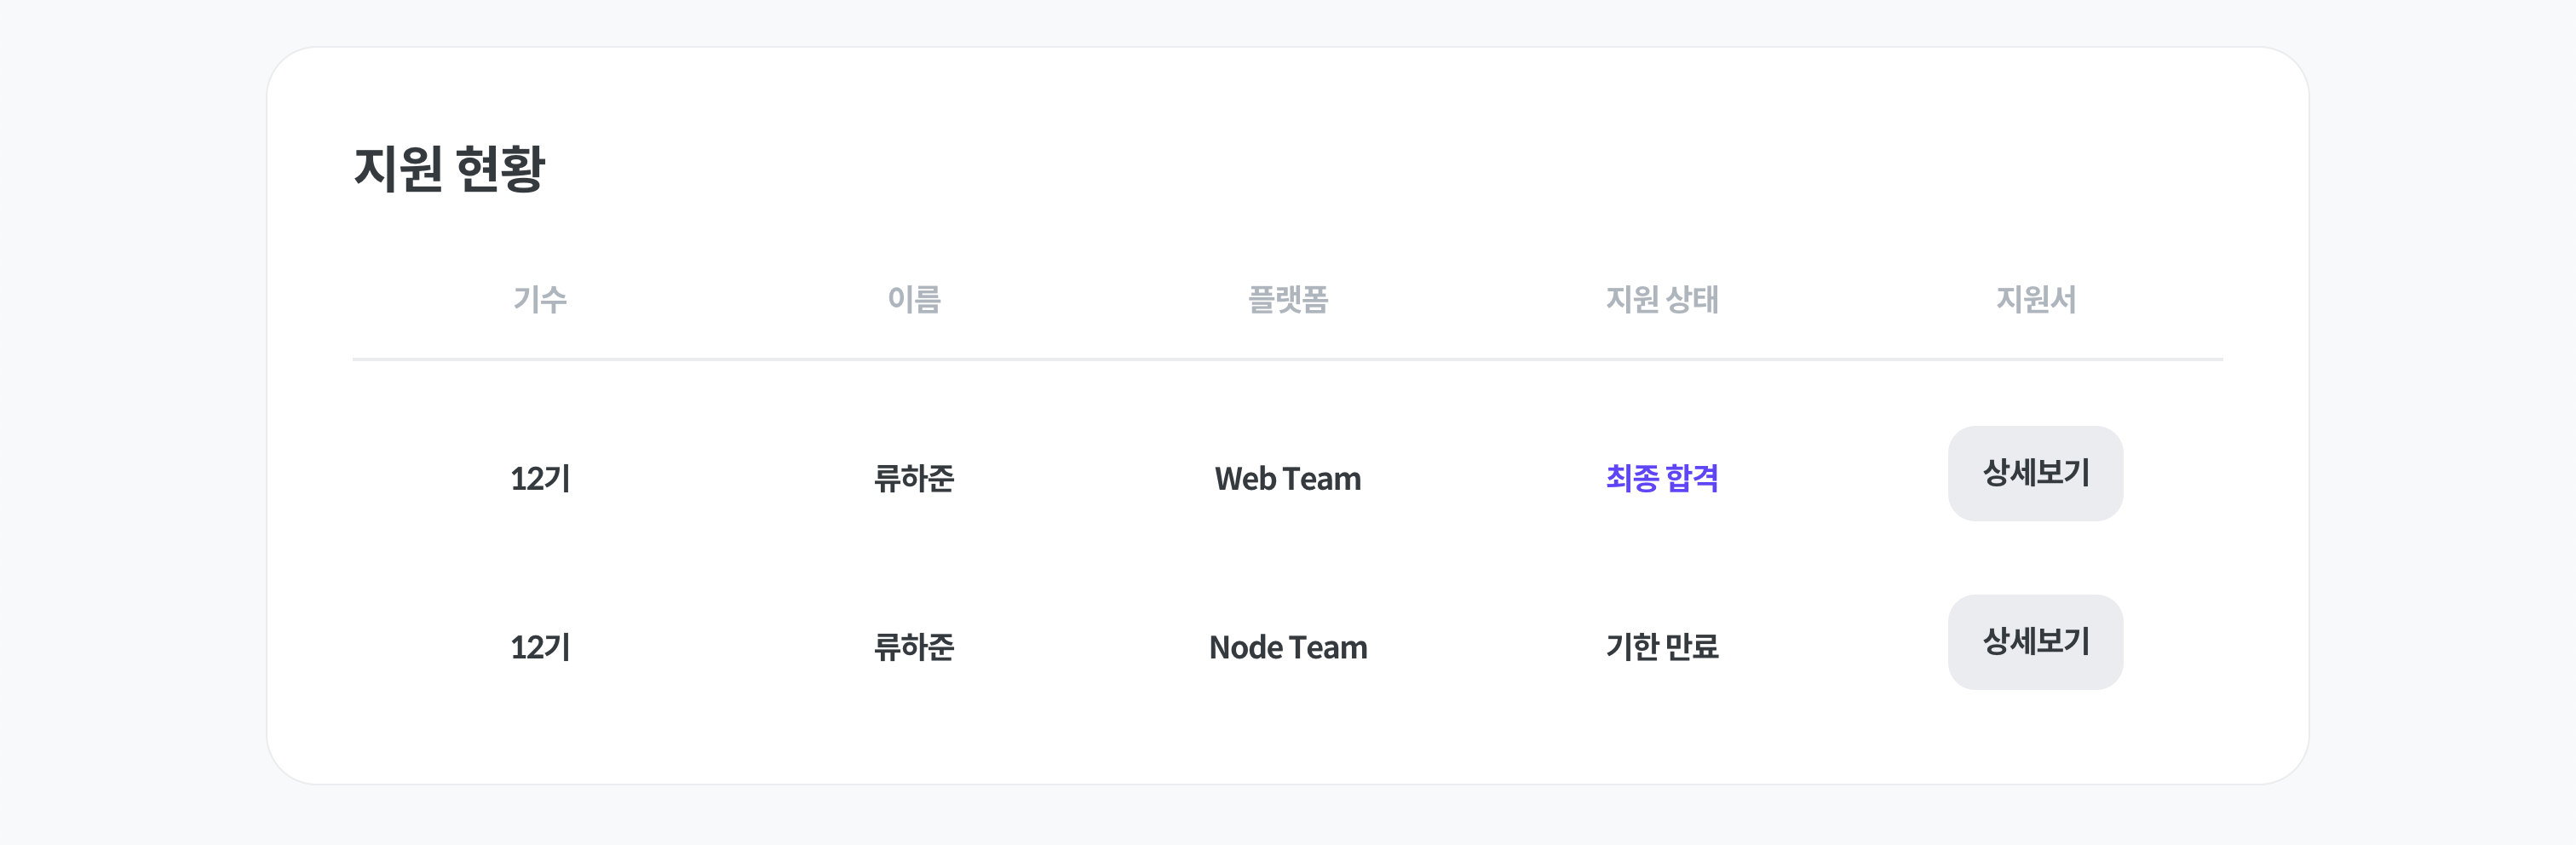 지원 현황
기수 이름 플랫폼 지원 상태 지원서
12기 류하준 Web Team 최종 합격 상세보기
12기 류하준 Node Team 기한 만료 상세보기